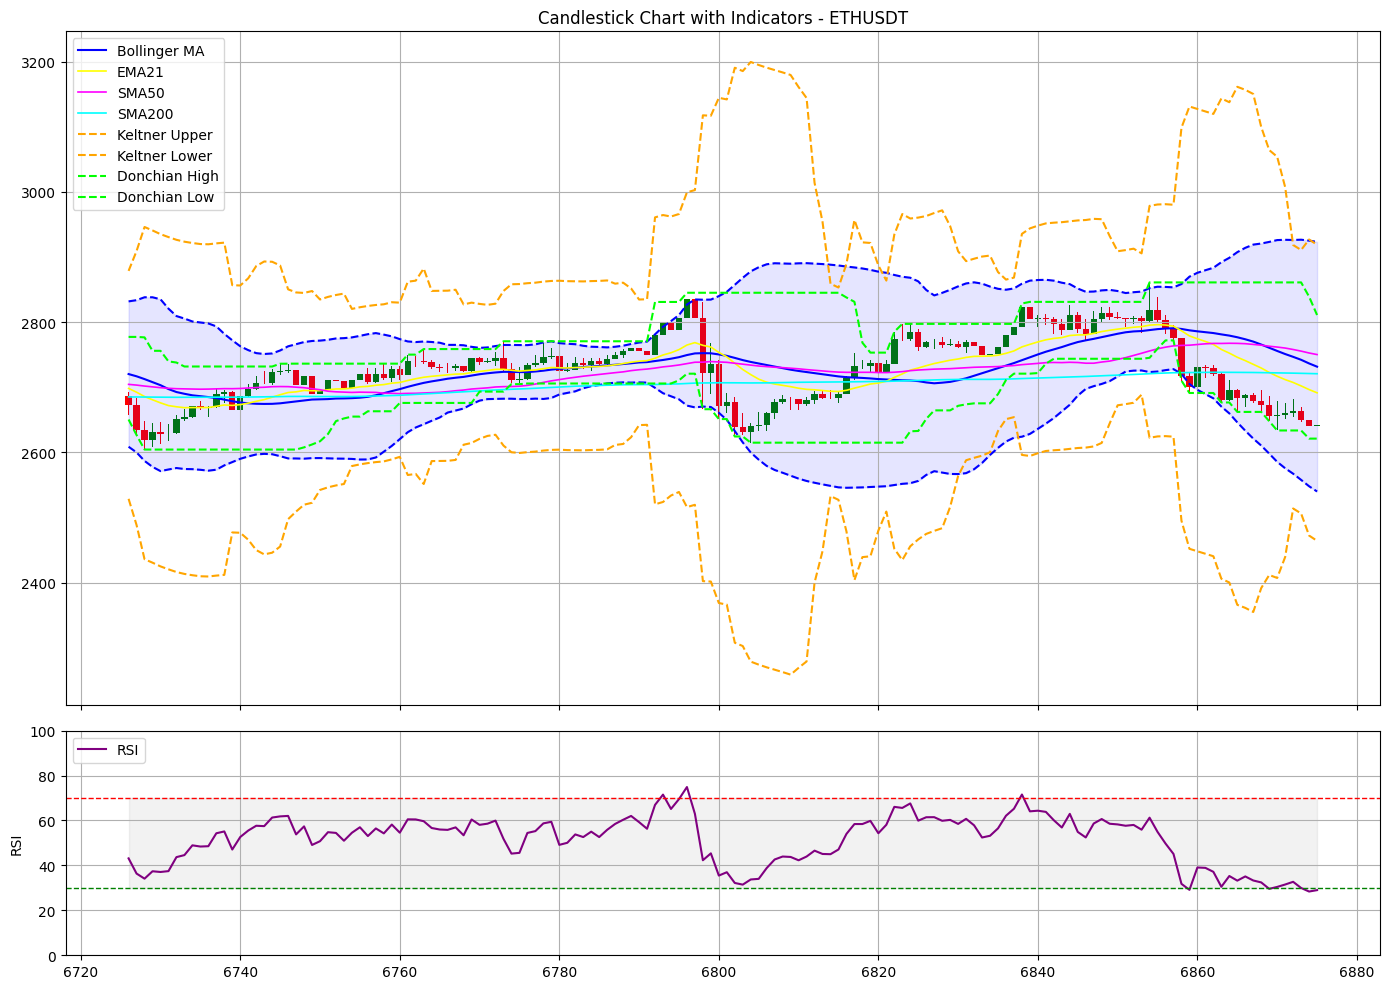 Candlestick Chart with Indicators - ETHUSDT
Bollinger MA
EMA21
SMA50
SMA200
Keltner Upper
Keltner Lower
Donchian High
Donchian Low
3200
3000
2800
2600
2400
RSI
100
80
60
40
20
0
RSI
6720
6740
6760
6780
6800
6820
6840
6860
6880